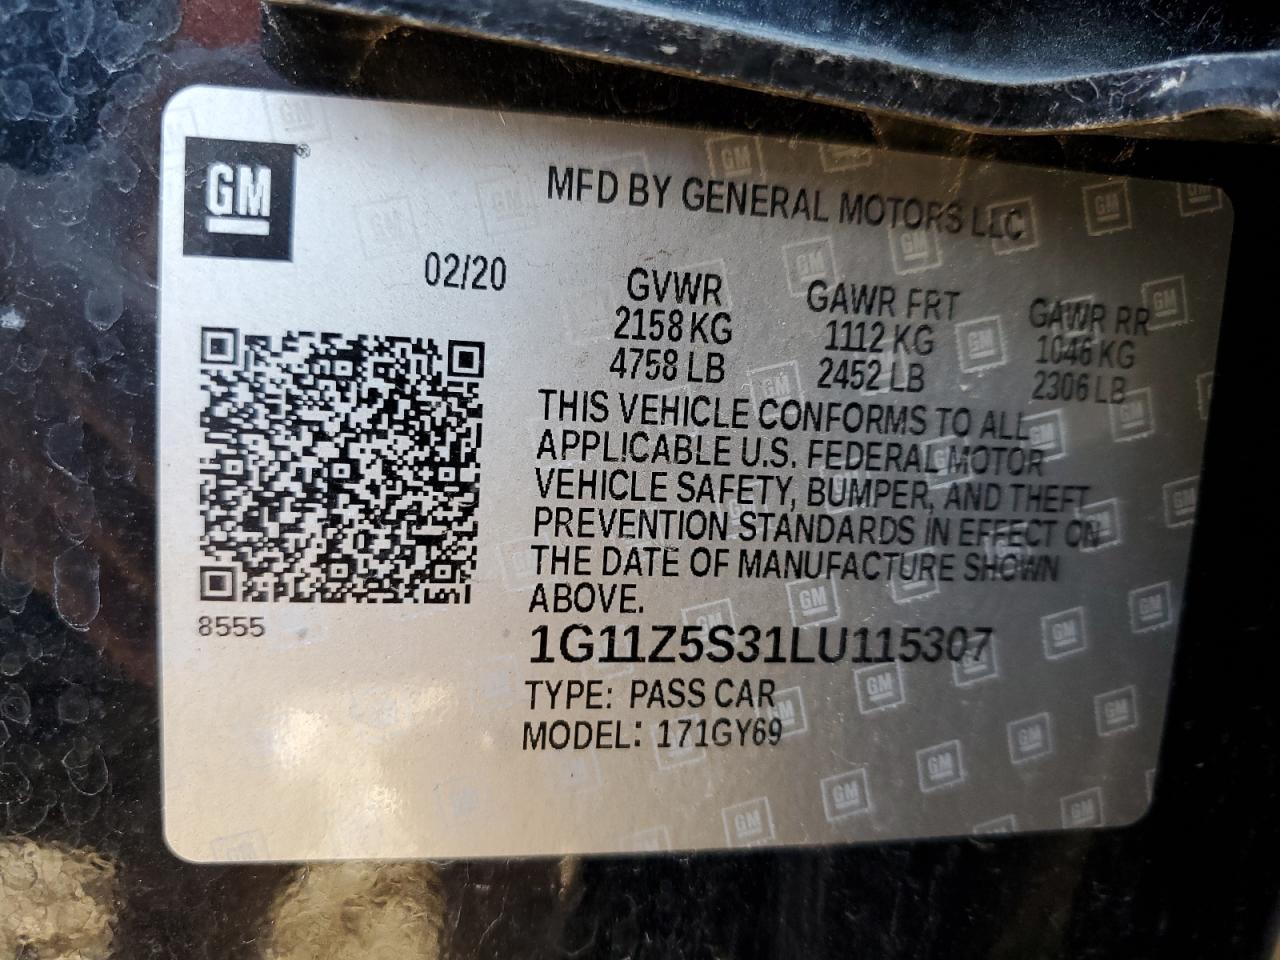 GM®
MFD BY GENERAL MOTORS LLC
02/20
GVWR
2158 KG
4758 LB
GAWR FRT
1112 KG
2452 LB
GAWR RR
1046 KG
2306 LB
THIS VEHICLE CONFORMS TO ALL
APPLICABLE U.S. FEDERAL MOTOR
VEHICLE SAFETY, BUMPER, AND THEFT
PREVENTION STANDARDS IN EFFECT ON
THE DATE OF MANUFACTURE SHOWN
ABOVE.
8555
1G11Z5S31LU115307
TYPE: PASS CAR
MODEL: 171GY69